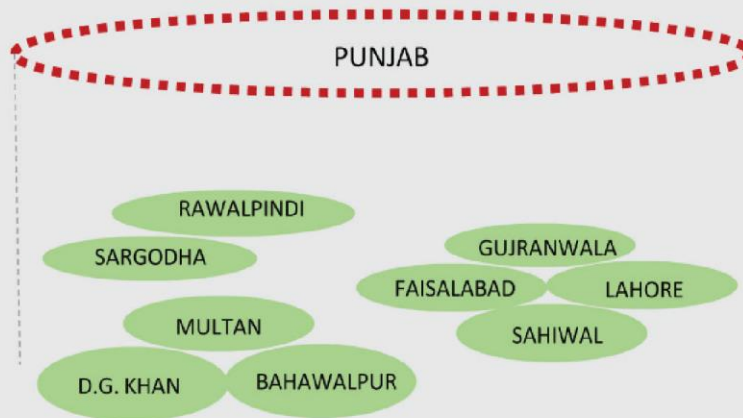 PUNJAB
RAWALPINDI
SARGODHA
GUJRANWALA
FAISALABAD
LAHORE
MULTAN
SAHIWAL
D.G. KHAN
BAHAWALPUR